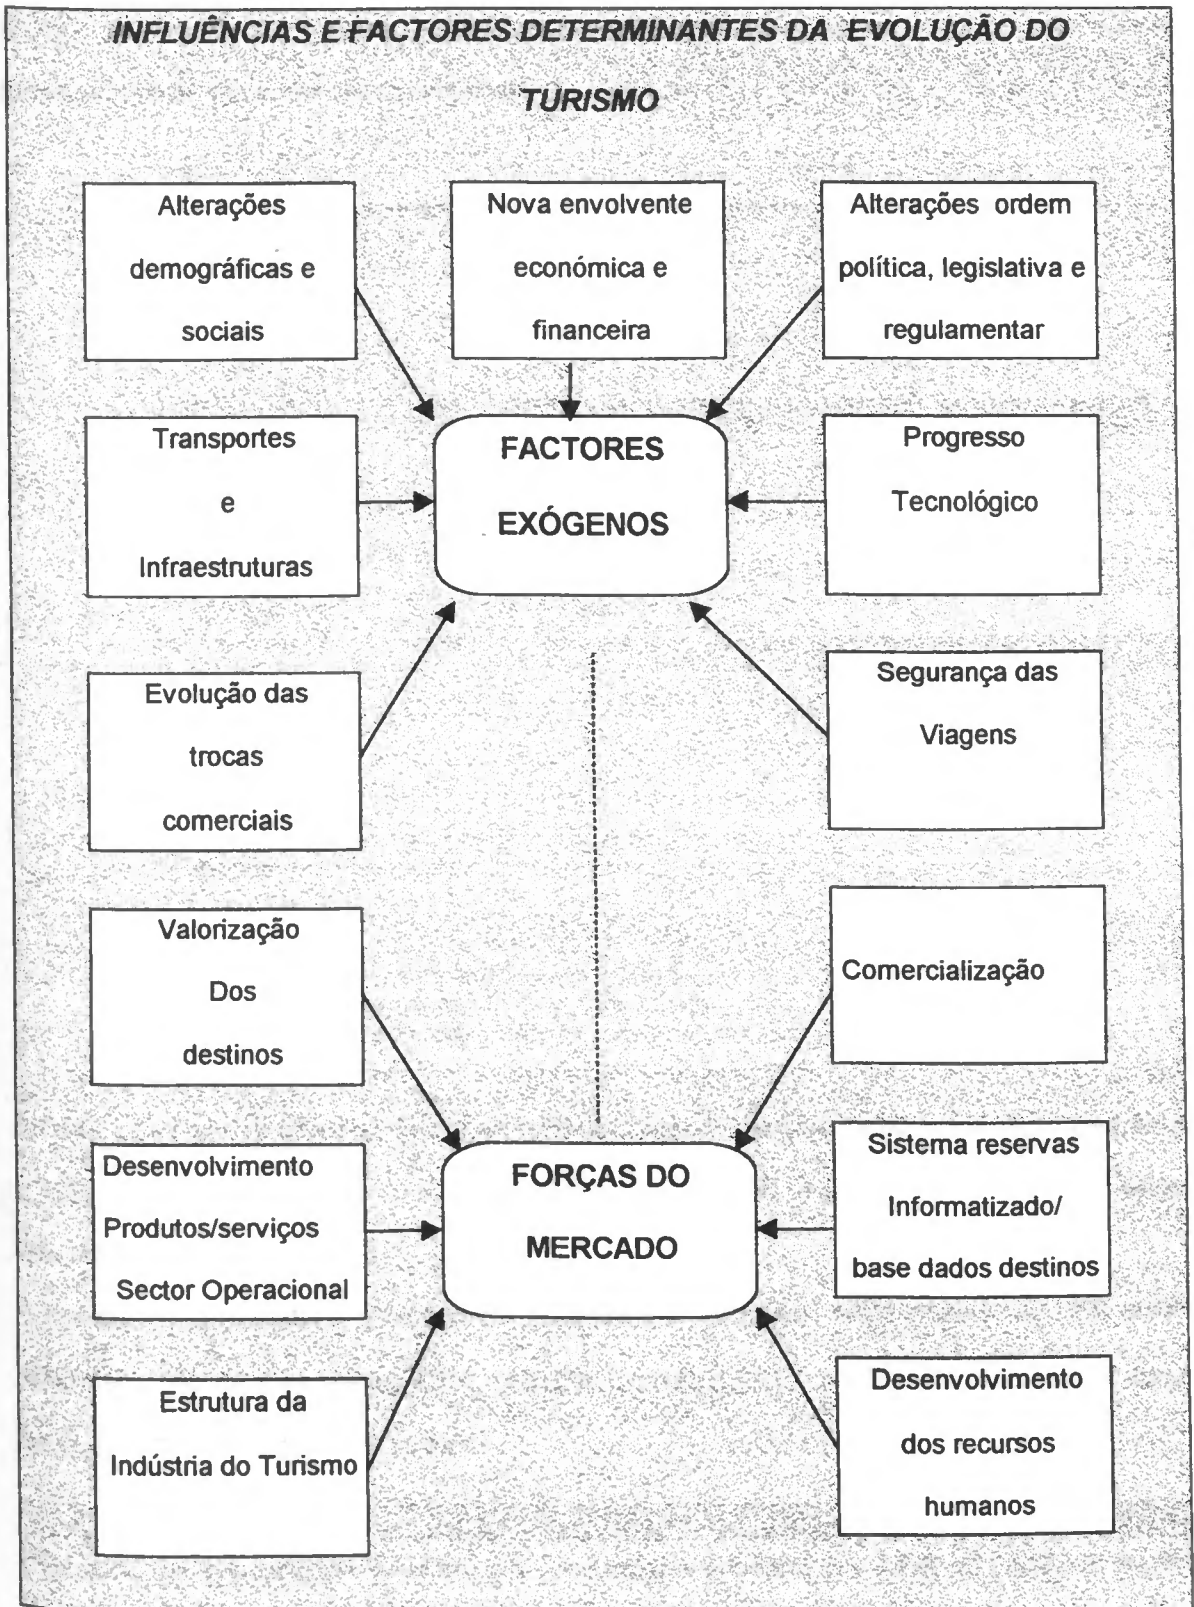 INFLUÊNCIAS E FACTORES DETERMINANTES DA EVOLUÇÃO DO
TURISMO
Alterações
demográficas e
sociais
Nova envolvente
económica e
financeira
Alterações ordem
política, legislativa e
regulamentar
Transportes
e
Infraestruturas
FACTORES
EXÓGENOS
Progresso
Tecnológico
Evolução das
trocas
comerciais
Segurança das
Viagens
Valorização
Dos
destinos
Comercialização
Desenvolvimento
Produtos/serviços
Sector Operacional
FORÇAS DO
MERCADO
Sistema reservas
Informatizado/
base dados destinos
Estrutura da
Indústria do Turismo
Desenvolvimento
dos recursos
humanos